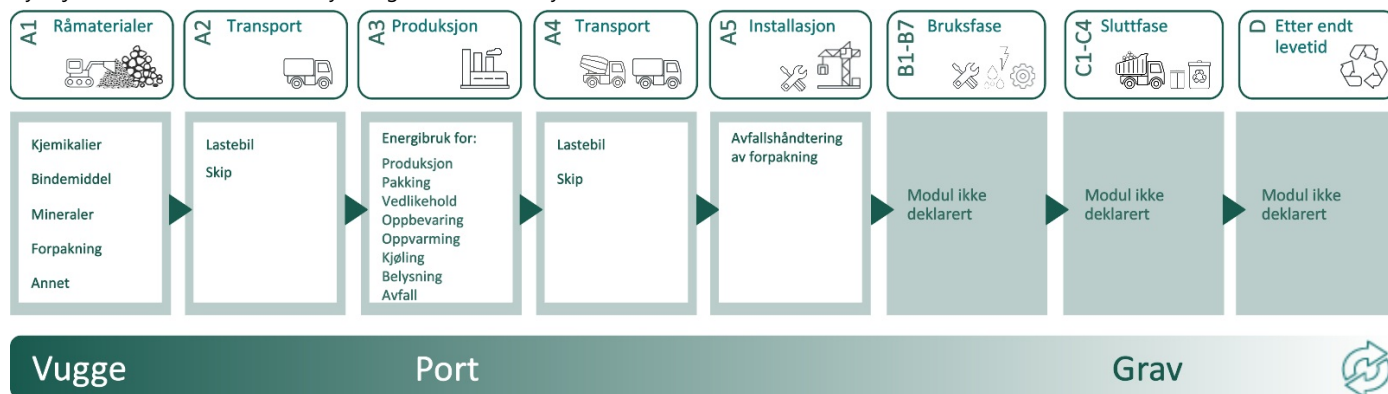 A1 Råmaterialer
A2 Transport
A3 Produksjon
A4 Transport
A5 Installasjon
B1-B7 Bruksfase
C1-C4 Sluttfase
D Etter endt
levetid
Kjemikalier
Bindemiddel
Mineraler
Forpakning
Annet
Lastebil
Skip
Energibruk for:
Produksjon
Pakking
Vedlikehold
Oppbevaring
Oppvarming
Kjøling
Belysning
Avfall
Lastebil
Skip
Avfallshåndtering
av forpakning
Modul ikke
deklarert
Modul ikke
deklarert
Modul ikke
deklarert
Vugge
Port
Grav